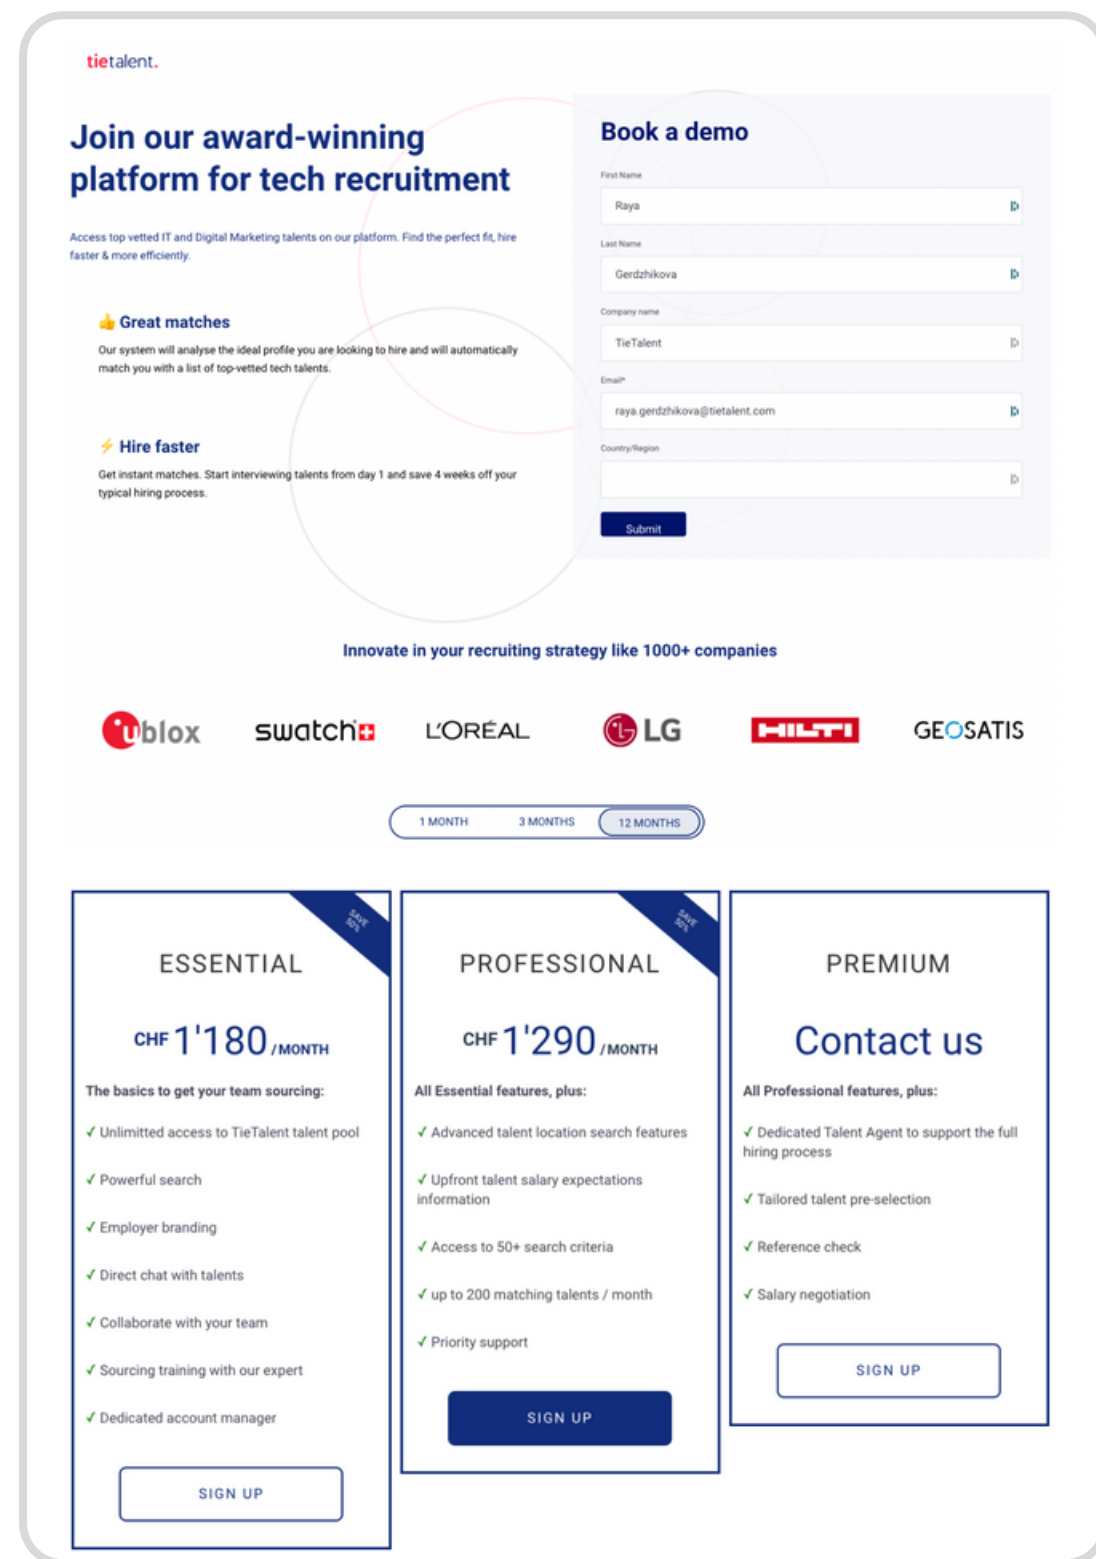 tietalent.
Join our award-winning
platform for tech recruitment
Access top vetted IT and Digital Marketing talents on our platform. Find the perfect fit, hire
faster & more efficiently.
👍 Great matches
Our system will analyse the ideal profile you are looking to hire and will automatically
match you with a list of top-vetted tech talents.
⚡ Hire faster
Get instant matches. Start interviewing talents from day 1 and save 4 weeks off your
typical hiring process.
Book a demo
First Name
Raya
Last Name
Gerdzhikova
Company name
TieTalent
Email*
raya.gerdzhikova@tietalent.com
Country/Region
Submit
Innovate in your recruiting strategy like 1000+ companies
ublox
swatch
L'ORÉAL
LG
HILTI
GEOSATIS
1 MONTH
3 MONTHS
12 MONTHS
SAVE
50%
ESSENTIAL
CHF 1'180 /MONTH
The basics to get your team sourcing:
✓ Unlimitted access to TieTalent talent pool
✓ Powerful search
✓ Employer branding
✓ Direct chat with talents
✓ Collaborate with your team
✓ Sourcing training with our expert
✓ Dedicated account manager
SIGN UP
SAVE
50%
PROFESSIONAL
CHF 1'290 /MONTH
All Essential features, plus:
✓ Advanced talent location search features
✓ Upfront talent salary expectations
information
✓ Access to 50+ search criteria
✓ up to 200 matching talents / month
✓ Priority support
SIGN UP
PREMIUM
Contact us
All Professional features, plus:
✓ Dedicated Talent Agent to support the full
hiring process
✓ Tailored talent pre-selection
✓ Reference check
✓ Salary negotiation
SIGN UP